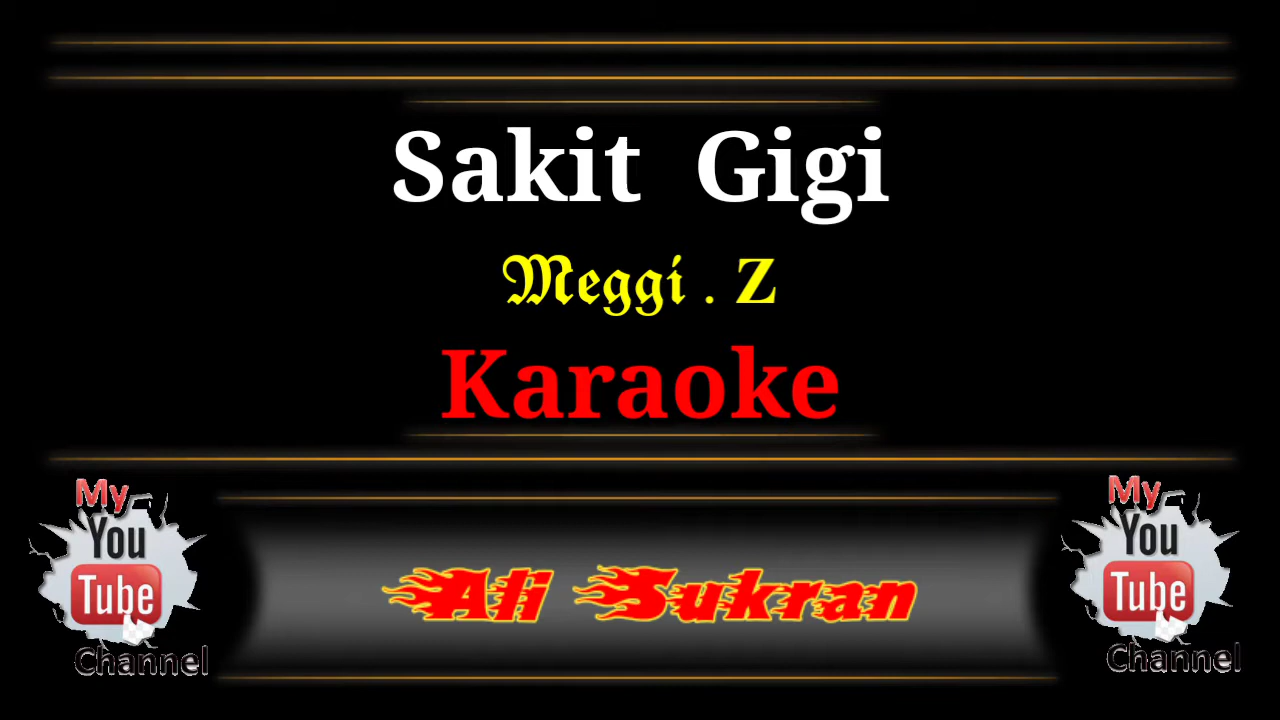 Sakit Gigi
Meggi . Z
Karaoke
My
You
Tube
Channel
Ali Sukran
My
You
Tube
Channel